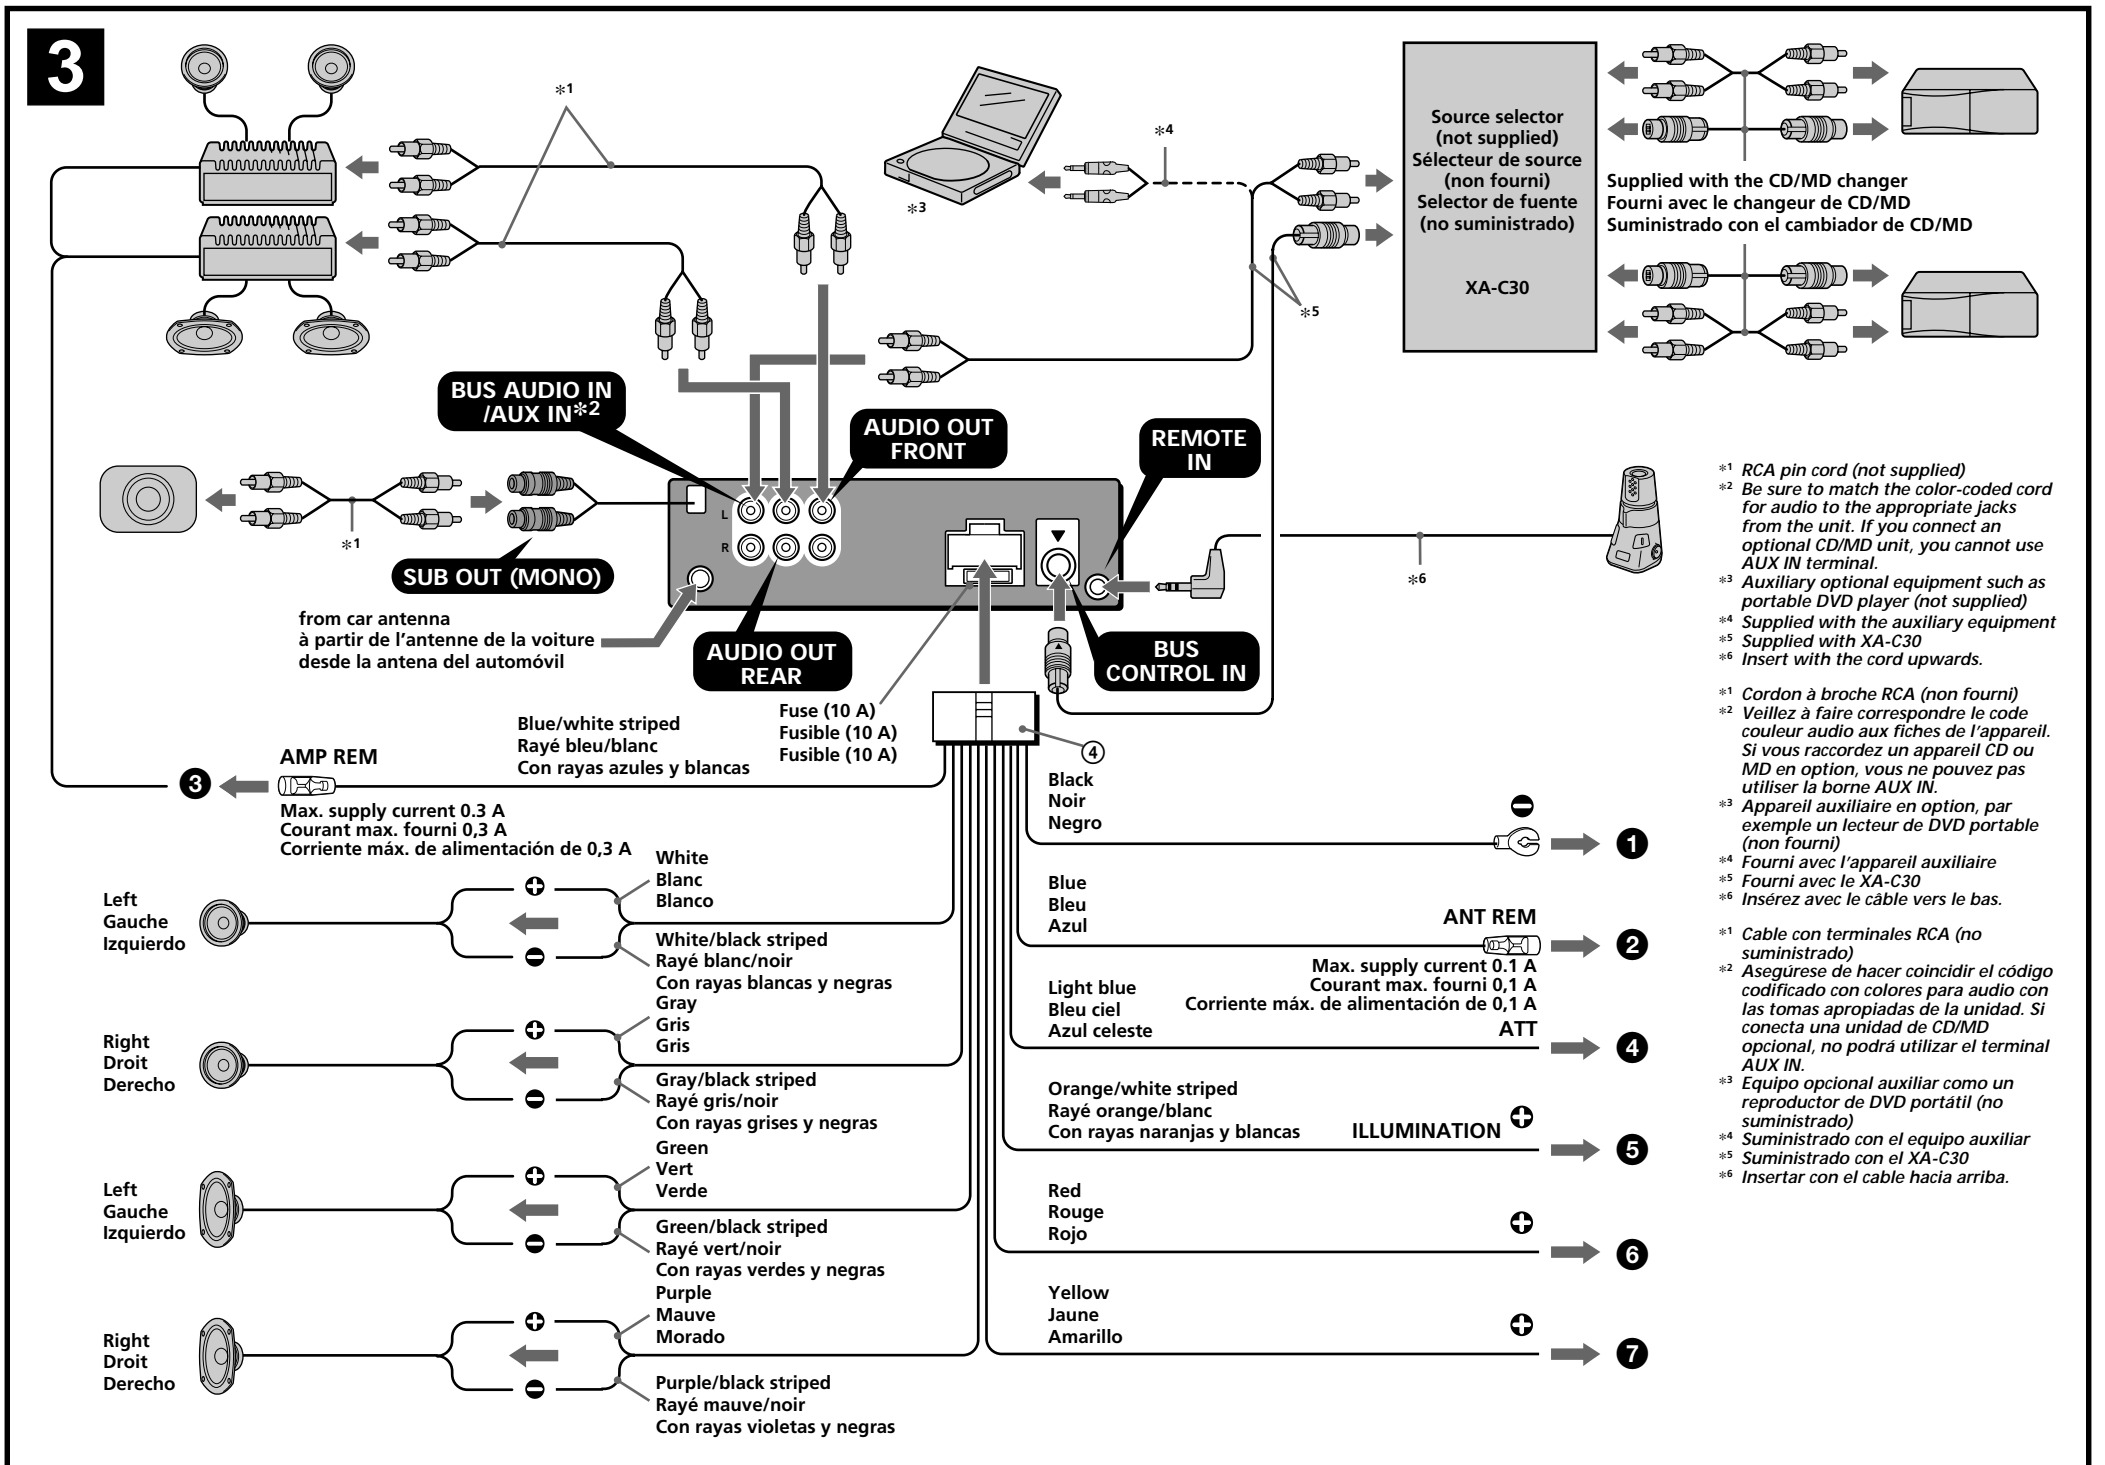 3
*1
*4
*3
*5
Source selector
(not supplied)
Sélecteur de source
(non fourni)
Selector de fuente
(no suministrado)
XA-C30
Supplied with the CD/MD changer
Fourni avec le changeur de CD/MD
Suministrado con el cambiador de CD/MD
BUS AUDIO IN
/AUX IN*2
AUDIO OUT
FRONT
REMOTE
IN
*1
SUB OUT (MONO)
L
R
*6
from car antenna
à partir de l'antenne de la voiture
desde la antena del automóvil
AUDIO OUT
REAR
BUS
CONTROL IN
Fuse (10 A)
Fusible (10 A)
Fusible (10 A)
4
Blue/white striped
Rayé bleu/blanc
Con rayas azules y blancas
AMP REM
3
Max. supply current 0.3 A
Courant max. fourni 0,3 A
Corriente máx. de alimentación de 0,3 A
Left
Gauche
Izquierdo
White
Blanc
Blanco
White/black striped
Rayé blanc/noir
Con rayas blancas y negras
Right
Droit
Derecho
Gray
Gris
Gris
Gray/black striped
Rayé gris/noir
Con rayas grises y negras
Left
Gauche
Izquierdo
Green
Vert
Verde
Green/black striped
Rayé vert/noir
Con rayas verdes y negras
Right
Droit
Derecho
Purple
Mauve
Morado
Purple/black striped
Rayé mauve/noir
Con rayas violetas y negras
Black
Noir
Negro
1
Blue
Bleu
Azul
ANT REM
2
Max. supply current 0.1 A
Courant max. fourni 0,1 A
Corriente máx. de alimentación de 0,1 A
Light blue
Bleu ciel
Azul celeste
ATT
4
Orange/white striped
Rayé orange/blanc
Con rayas naranjas y blancas
ILLUMINATION
5
Red
Rouge
Rojo
6
Yellow
Jaune
Amarillo
7
*1 RCA pin cord (not supplied)
*2 Be sure to match the color-coded cord
for audio to the appropriate jacks
from the unit. If you connect an
optional CD/MD unit, you cannot use
AUX IN terminal.
*3 Auxiliary optional equipment such as
portable DVD player (not supplied)
*4 Supplied with the auxiliary equipment
*5 Supplied with XA-C30
*6 Insert with the cord upwards.
*1 Cordon à broche RCA (non fourni)
*2 Veillez à faire correspondre le code
couleur audio aux fiches de l'appareil.
Si vous raccordez un appareil CD ou
MD en option, vous ne pouvez pas
utiliser la borne AUX IN.
*3 Appareil auxiliaire en option, par
exemple un lecteur de DVD portable
(non fourni)
*4 Fourni avec l'appareil auxiliaire
*5 Fourni avec le XA-C30
*6 Insérez avec le câble vers le bas.
*1 Cable con terminales RCA (no
suministrado)
*2 Asegúrese de hacer coincidir el código
codificado con colores para audio con
las tomas apropiadas de la unidad. Si
conecta una unidad de CD/MD
opcional, no podrá utilizar el terminal
AUX IN.
*3 Equipo opcional auxiliar como un
reproductor de DVD portátil (no
suministrado)
*4 Suministrado con el equipo auxiliar
*5 Suministrado con el XA-C30
*6 Insertar con el cable hacia arriba.